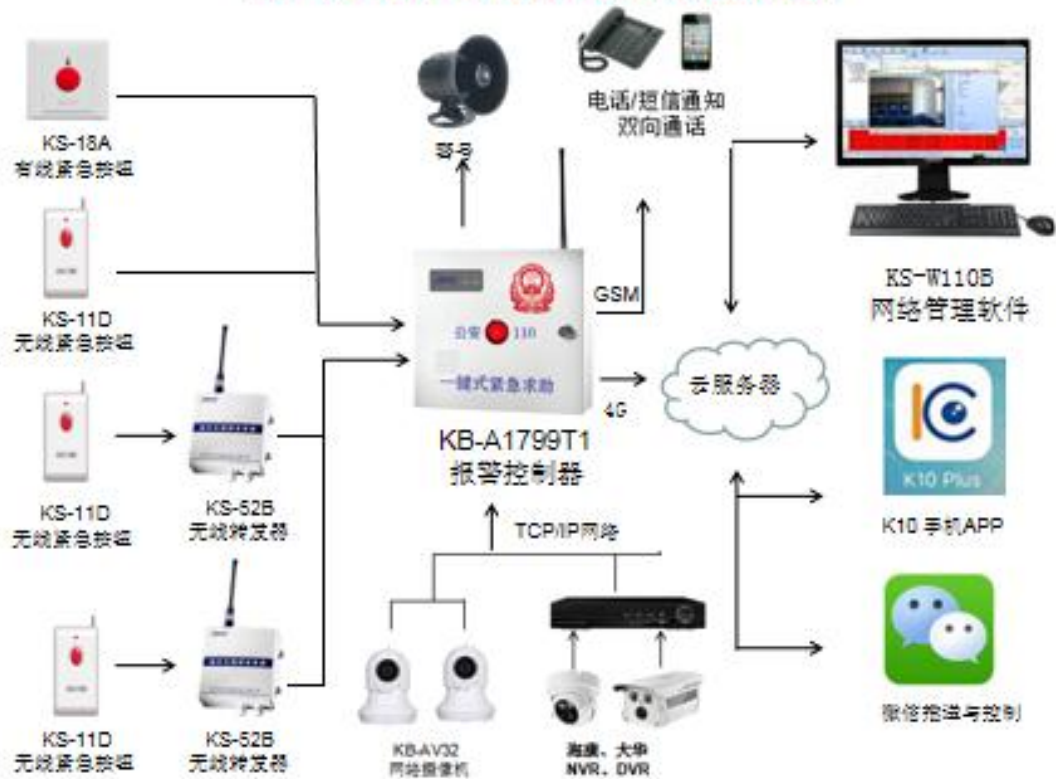 KS-18A
有线紧急按钮
KS-11D
无线紧急按钮
KS-11D
无线紧急按钮
KS-52B
无线转发器
KS-11D
无线紧急按钮
KS-52B
无线转发器
警号
电话/短信通知
双向通话
公安 110
一键式紧急求助
KB-A1799T1
报警控制器
GSM
4G
云服务器
TCP/IP网络
KB-AV32
网络摄像机
海康、大华
NVR、DVR
KS-W110B
网络管理软件
K10 Plus
K10 手机APP
微信推送与控制